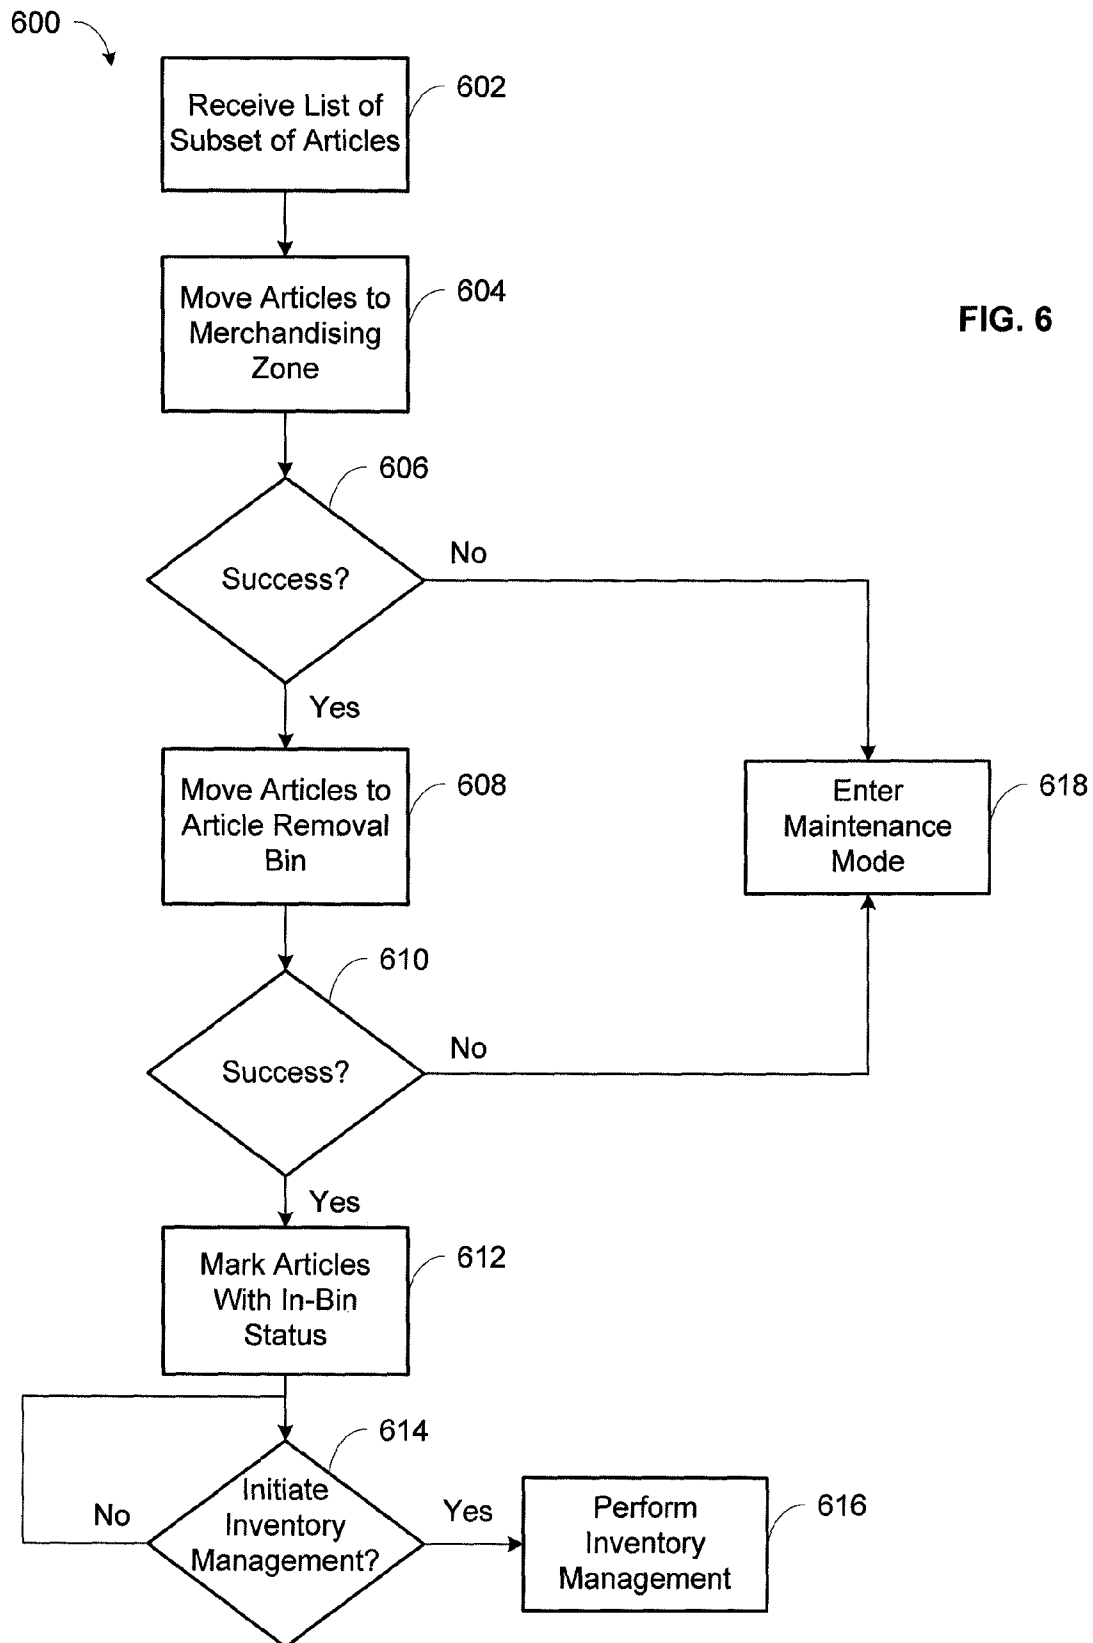 600
602
Receive List of
Subset of Articles
604
Move Articles to
Merchandising
Zone
FIG. 6
606
Success?
No
Yes
608
Move Articles to
Article Removal
Bin
618
Enter
Maintenance
Mode
610
Success?
No
Yes
612
Mark Articles
With In-Bin
Status
614
Initiate
Inventory
Management?
No
Yes
616
Perform
Inventory
Management